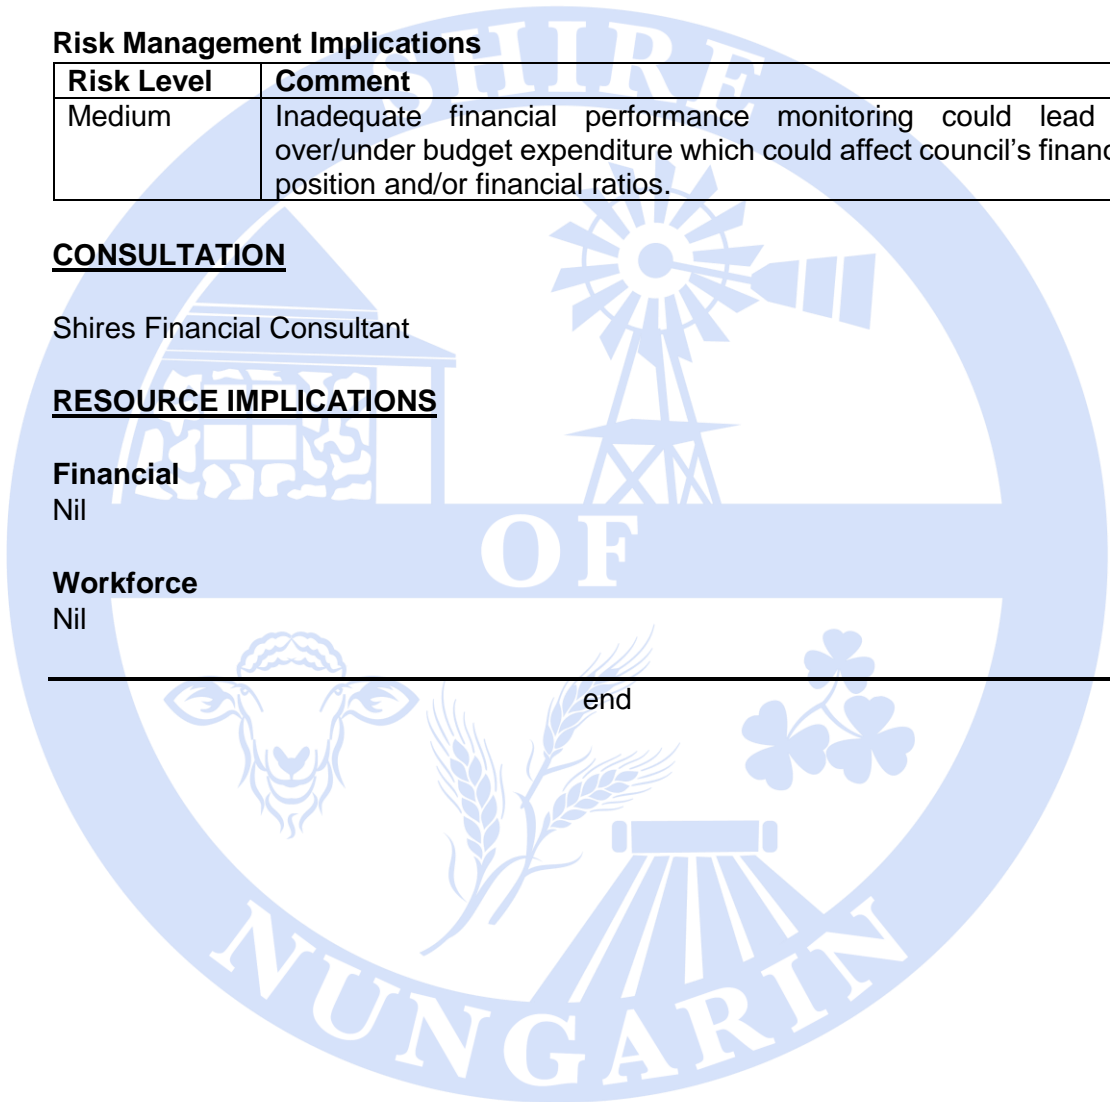 Risk Management Implications
Risk Level Comment
Medium Inadequate financial performance monitoring could lead
over/under budget expenditure which could affect council's
position and/or financial ratios.
CONSULTATION
Shires Financial Consultant
RESOURCE IMPLICATIONS
Financial
Nil
Workforce
Nil
end
SHIRE
OF
NUNGARIN